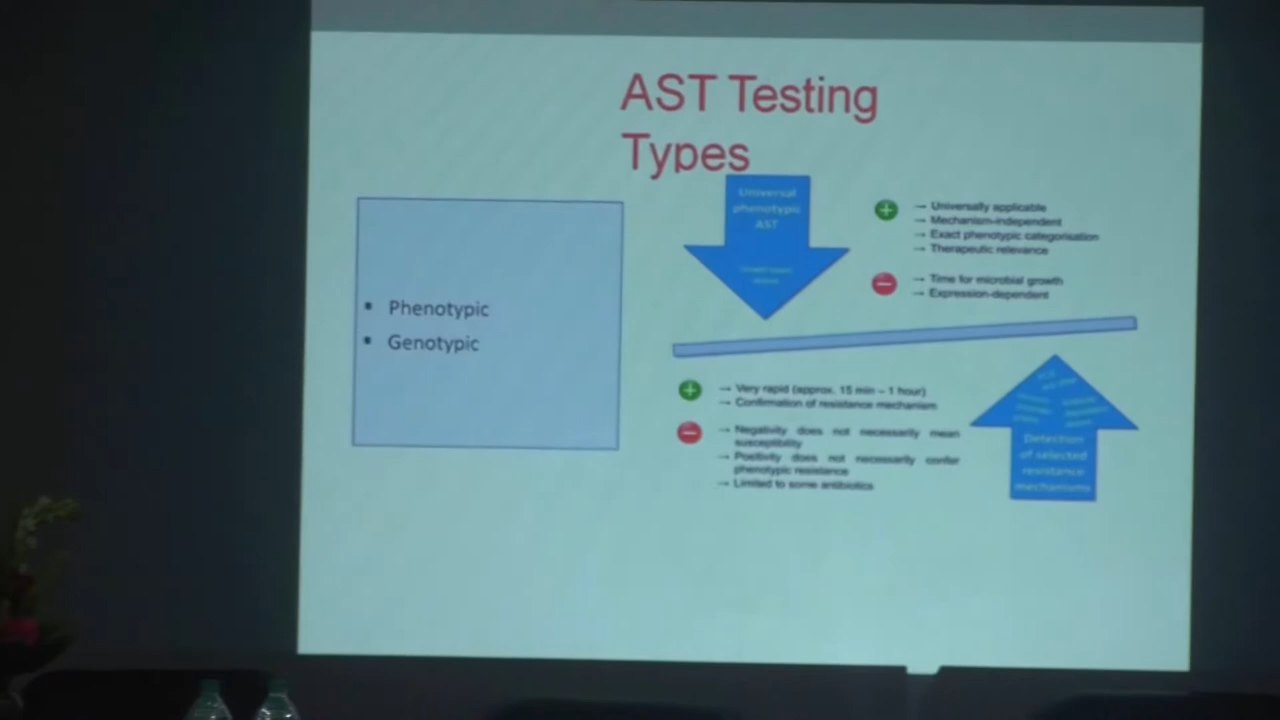 AST Testing
Types
▪ Phenotypic
▪ Genotypic
Universal
phenotypic
AST
→ Universally applicable
→ Mechanism-independent
→ Exact phenotypic categorisation
→ Therapeutic relevance
→ Time for microbial growth
→ Expression-dependent
→ Very rapid (approx. 15 min – 1 hour)
→ Confirmation of resistance mechanism
→ Negativity does not necessarily mean
susceptibility
→ Positivity does not necessarily confer
phenotypic resistance
→ Limited to some antibiotics
Detection
of selected
resistance
mechanisms